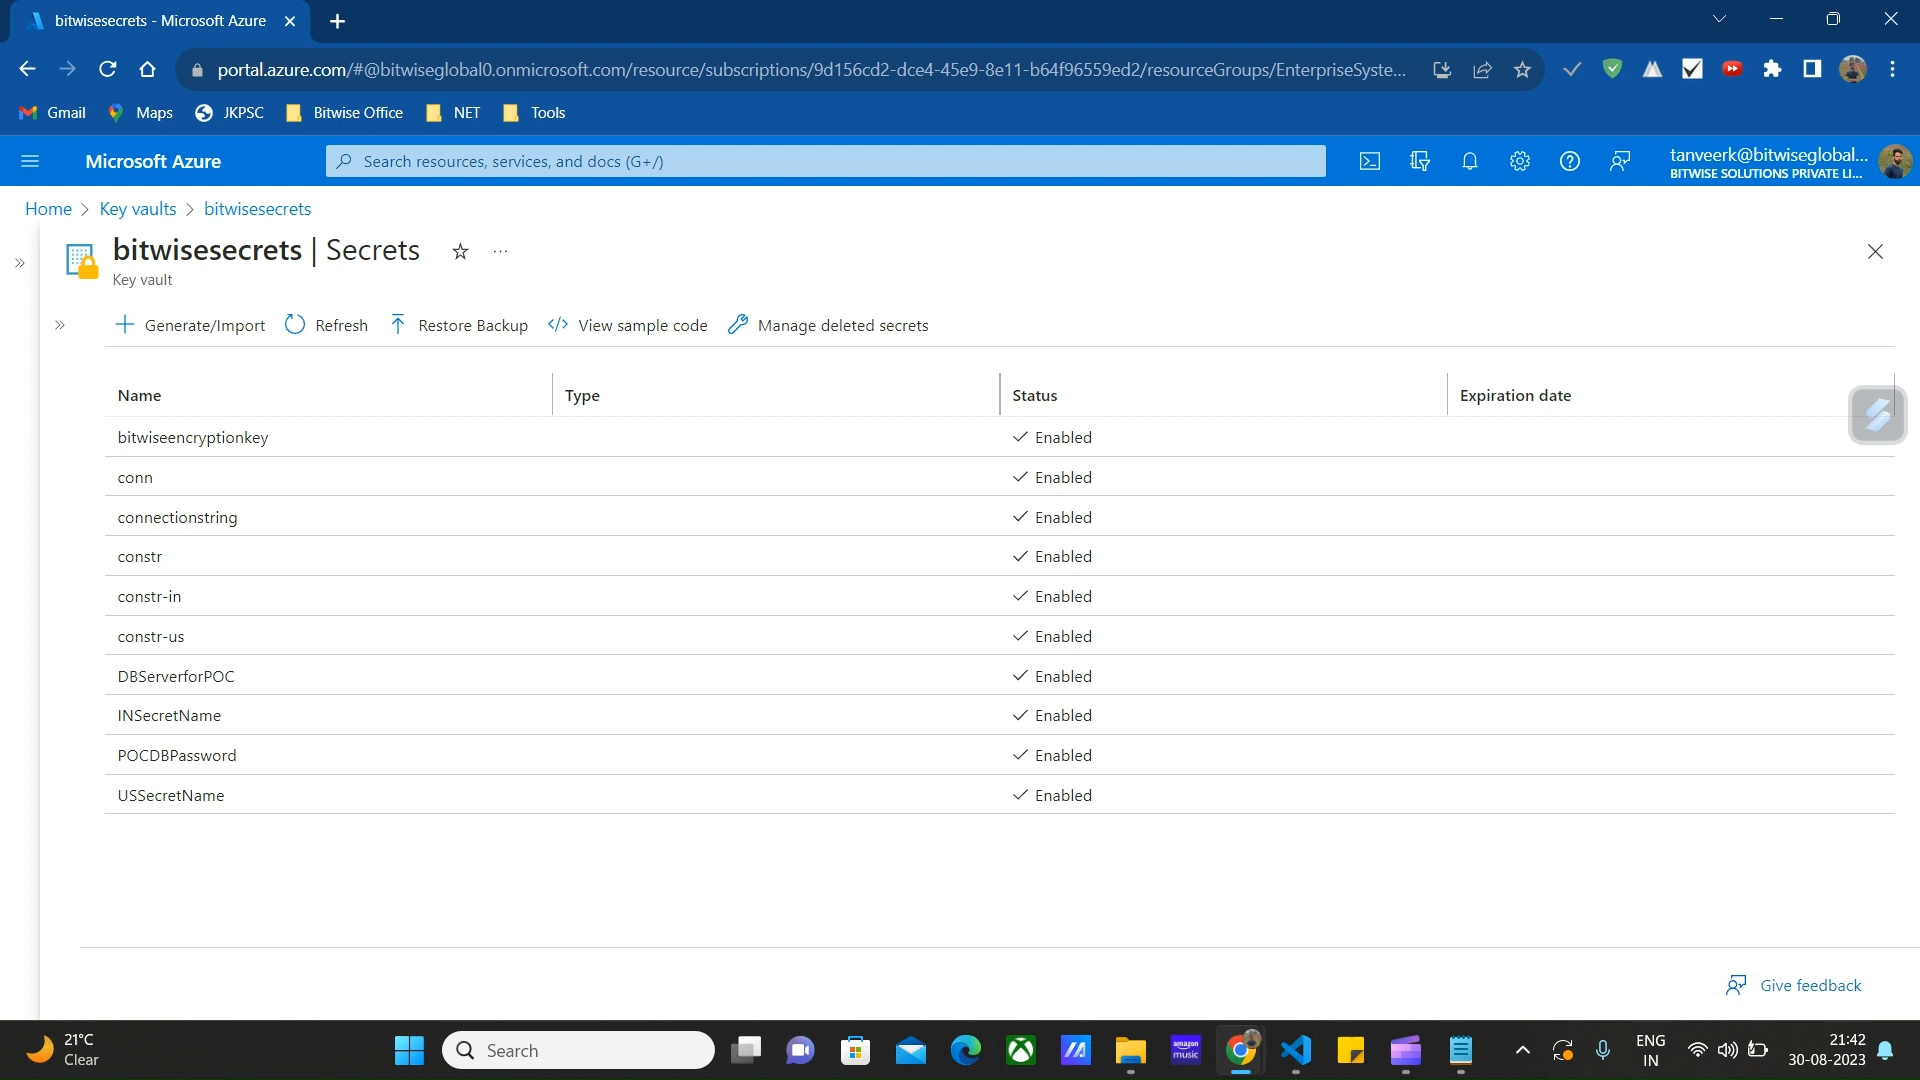 bitwisesecrets - Microsoft Azure
portal.azure.com/#@bitwiseglobal0.onmicrosoft.com/resource/subscriptions/9d156cd2-dce4-45e9-8e11-b64f96559ed2/resourceGroups/EnterpriseSyste...
Gmail Maps JKPSC Bitwise Office NET Tools
Microsoft Azure
Search resources, services, and docs (G+/)
tanveerk@bitwiseglobal...
BITWISE SOLUTIONS PRIVATE LI...
Home > Key vaults > bitwisesecrets
bitwisesecrets | Secrets
Key vault
Generate/Import Refresh Restore Backup View sample code Manage deleted secrets
Name Type Status Expiration date
bitwiseencryptionkey Enabled
conn Enabled
connectionstring Enabled
constr Enabled
constr-in Enabled
constr-us Enabled
DBServerforPOC Enabled
INSecretName Enabled
POCDBPassword Enabled
USSecretName Enabled
Give feedback
21°C
Clear
Search
amazon
music
ENG
IN
21:42
30-08-2023